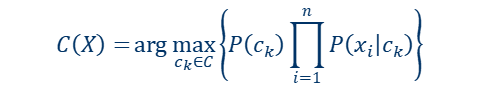 C(X) = arg max_{c_k∈C} {P(c_k) ∏_{i=1}^{n} P(x_i|c_k)}